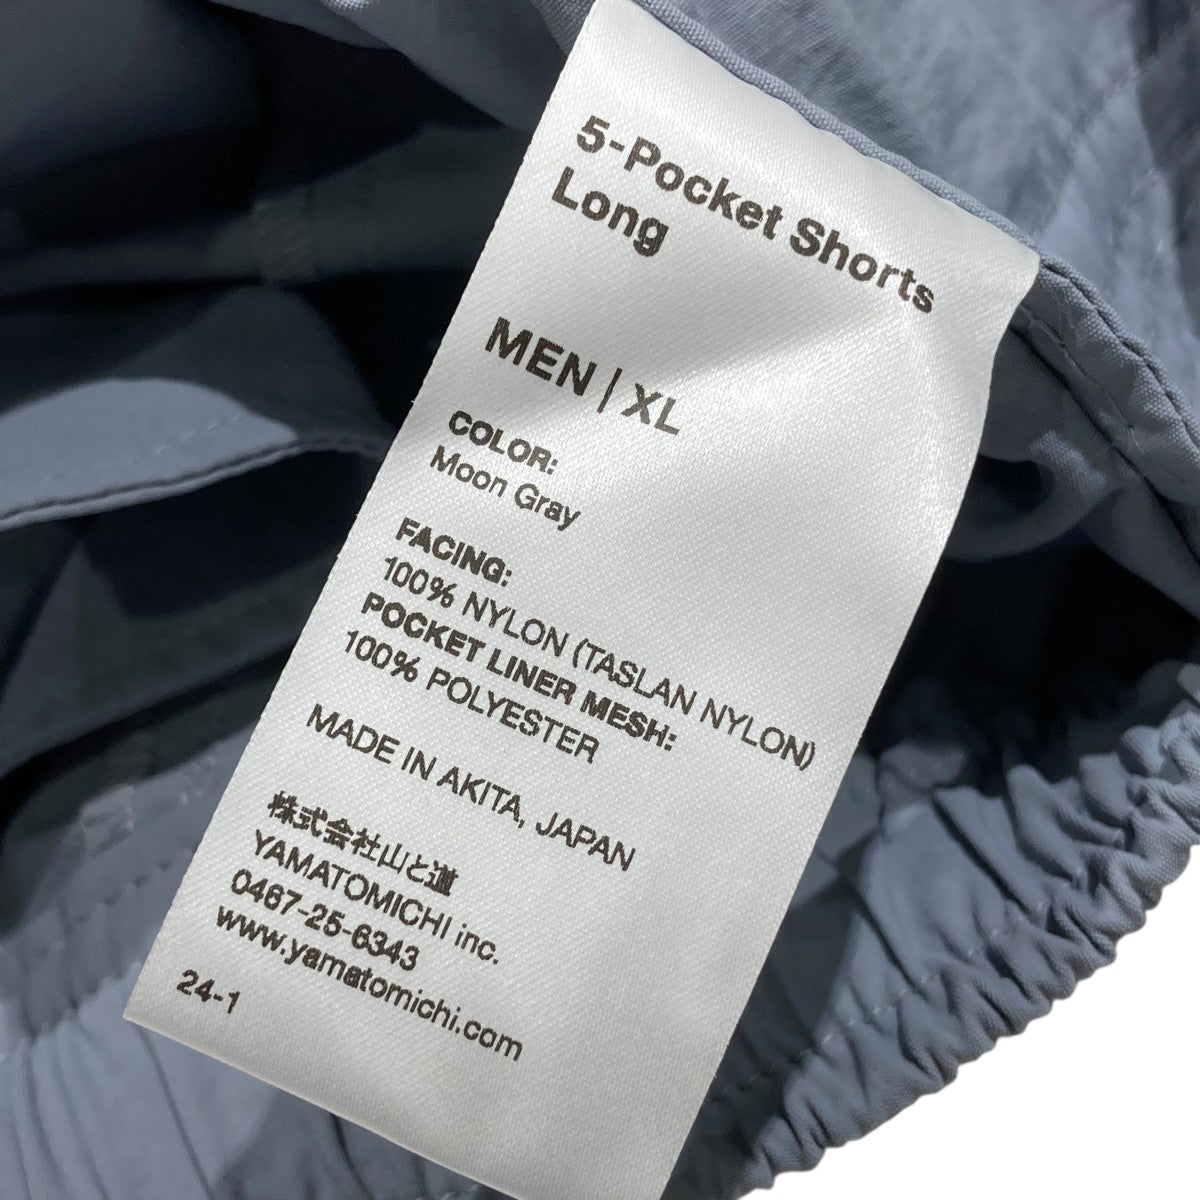 5-Pocket Shorts
Long
MEN | XL
COLOR:
Moon Gray
FACING:
100% NYLON (TASLAN NYLON)
POCKET LINER MESH:
100% POLYESTER
MADE IN AKITA, JAPAN
株式会社山と道
YAMATOMICHI inc.
0467-25-6343
www.yamatomichi.com
24-1